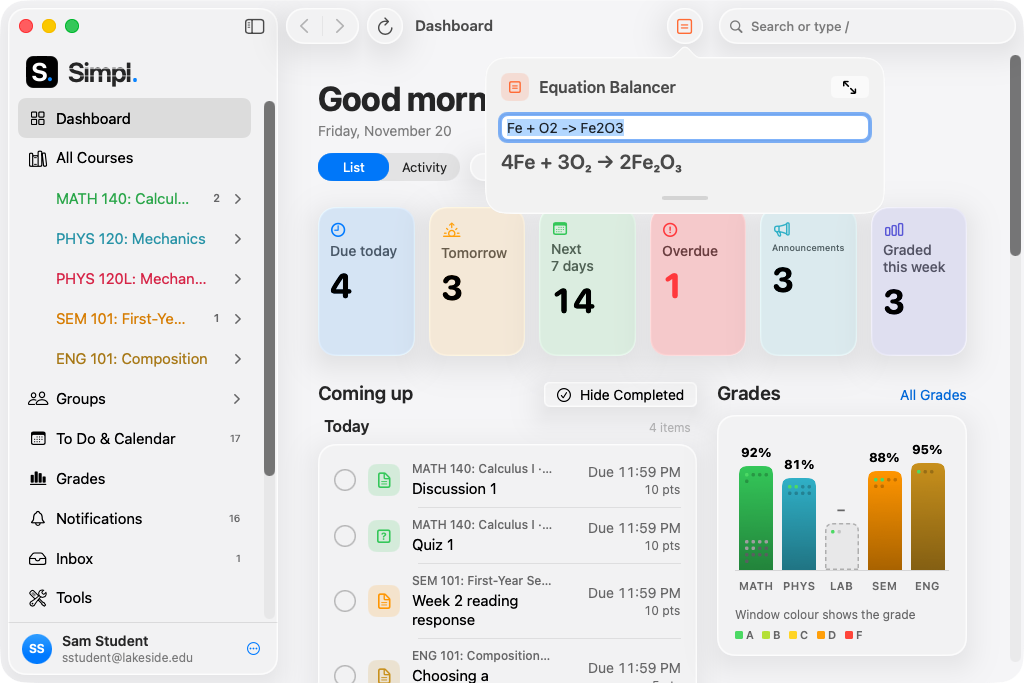 Dashboard
Search or type /
S. Simpl.
Dashboard
All Courses
MATH 140: Calcul... 2
PHYS 120: Mechanics
PHYS 120L: Mechan...
SEM 101: First-Ye... 1
ENG 101: Composition
Groups
To Do & Calendar 17
Grades
Notifications 16
Inbox 1
Tools
SS Sam Student
sstudent@lakeside.edu
Equation Balancer
Fe + O2 -> Fe2O3
4Fe + 3O₂ → 2Fe₂O₃
Good morn
Friday, November 20
List Activity
Due today
4
Tomorrow
3
Next
7 days
14
Overdue
1
Announcements
3
Graded
this week
3
Coming up
Hide Completed
Today 4 items
MATH 140: Calculus I ·...
Discussion 1
Due 11:59 PM
10 pts
MATH 140: Calculus I ·...
Quiz 1
Due 11:59 PM
10 pts
SEM 101: First-Year Se...
Week 2 reading
response
Due 11:59 PM
10 pts
ENG 101: Composition...
Choosing a
Due 11:59 PM
Grades All Grades
92% 81% – 88% 95%
MATH PHYS LAB SEM ENG
Window colour shows the grade
A B C D F